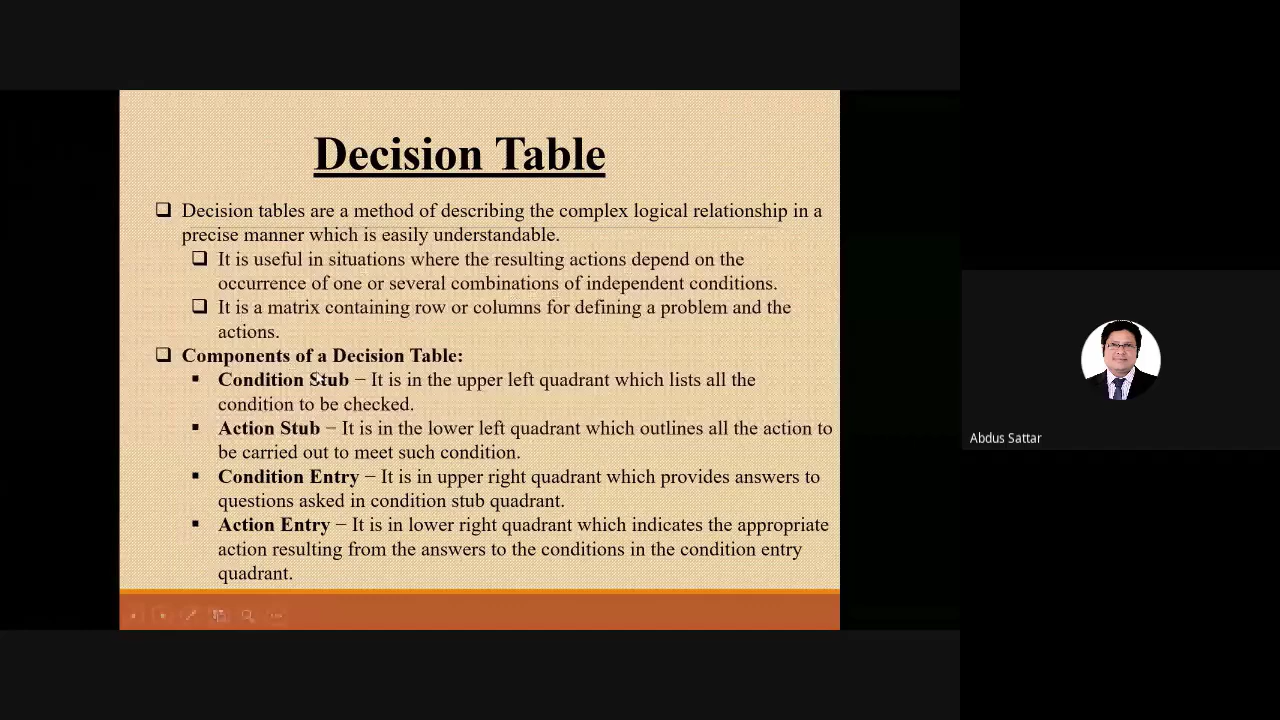 Decision Table
Decision tables are a method of describing the complex logical relationship in a
precise manner which is easily understandable.
It is useful in situations where the resulting actions depend on the
occurrence of one or several combinations of independent conditions.
It is a matrix containing row or columns for defining a problem and the
actions.
Components of a Decision Table:
Condition Stub − It is in the upper left quadrant which lists all the
condition to be checked.
Action Stub − It is in the lower left quadrant which outlines all the action to
be carried out to meet such condition.
Condition Entry − It is in upper right quadrant which provides answers to
questions asked in condition stub quadrant.
Action Entry − It is in lower right quadrant which indicates the appropriate
action resulting from the answers to the conditions in the condition entry
quadrant.
Abdus Sattar